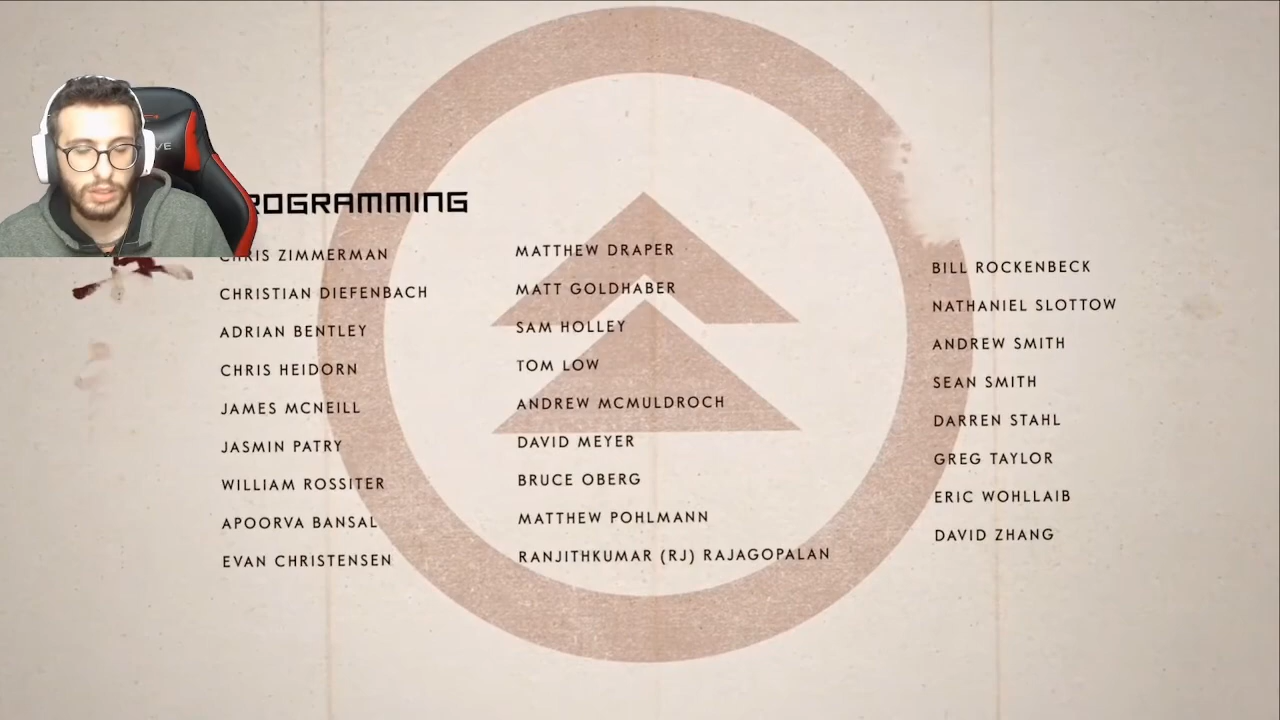 ROGRAMMING
CHRIS ZIMMERMAN
CHRISTIAN DIEFENBACH
ADRIAN BENTLEY
CHRIS HEIDORN
JAMES MCNEILL
JASMIN PATRY
WILLIAM ROSSITER
APOORVA BANSAL
EVAN CHRISTENSEN
MATTHEW DRAPER
MATT GOLDHABER
SAM HOLLEY
TOM LOW
ANDREW MCMULDROCH
DAVID MEYER
BRUCE OBERG
MATTHEW POHLMANN
RANJITHKUMAR (RJ) RAJAGOPALAN
BILL ROCKENBECK
NATHANIEL SLOTTOW
ANDREW SMITH
SEAN SMITH
DARREN STAHL
GREG TAYLOR
ERIC WOHLLAIB
DAVID ZHANG